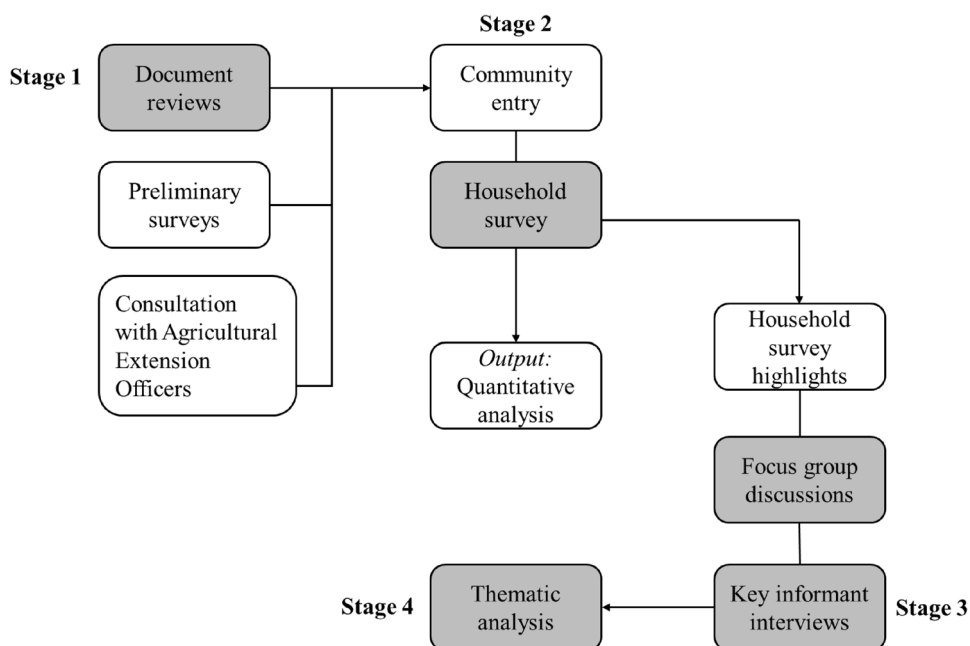 Stage 1
Document
reviews
Preliminary
surveys
Consultation
with Agricultural
Extension
Officers
Stage 2
Community
entry
Household
survey
Output:
Quantitative
analysis
Household
survey
highlights
Focus group
discussions
Key informant
interviews
Stage 3
Stage 4
Thematic
analysis